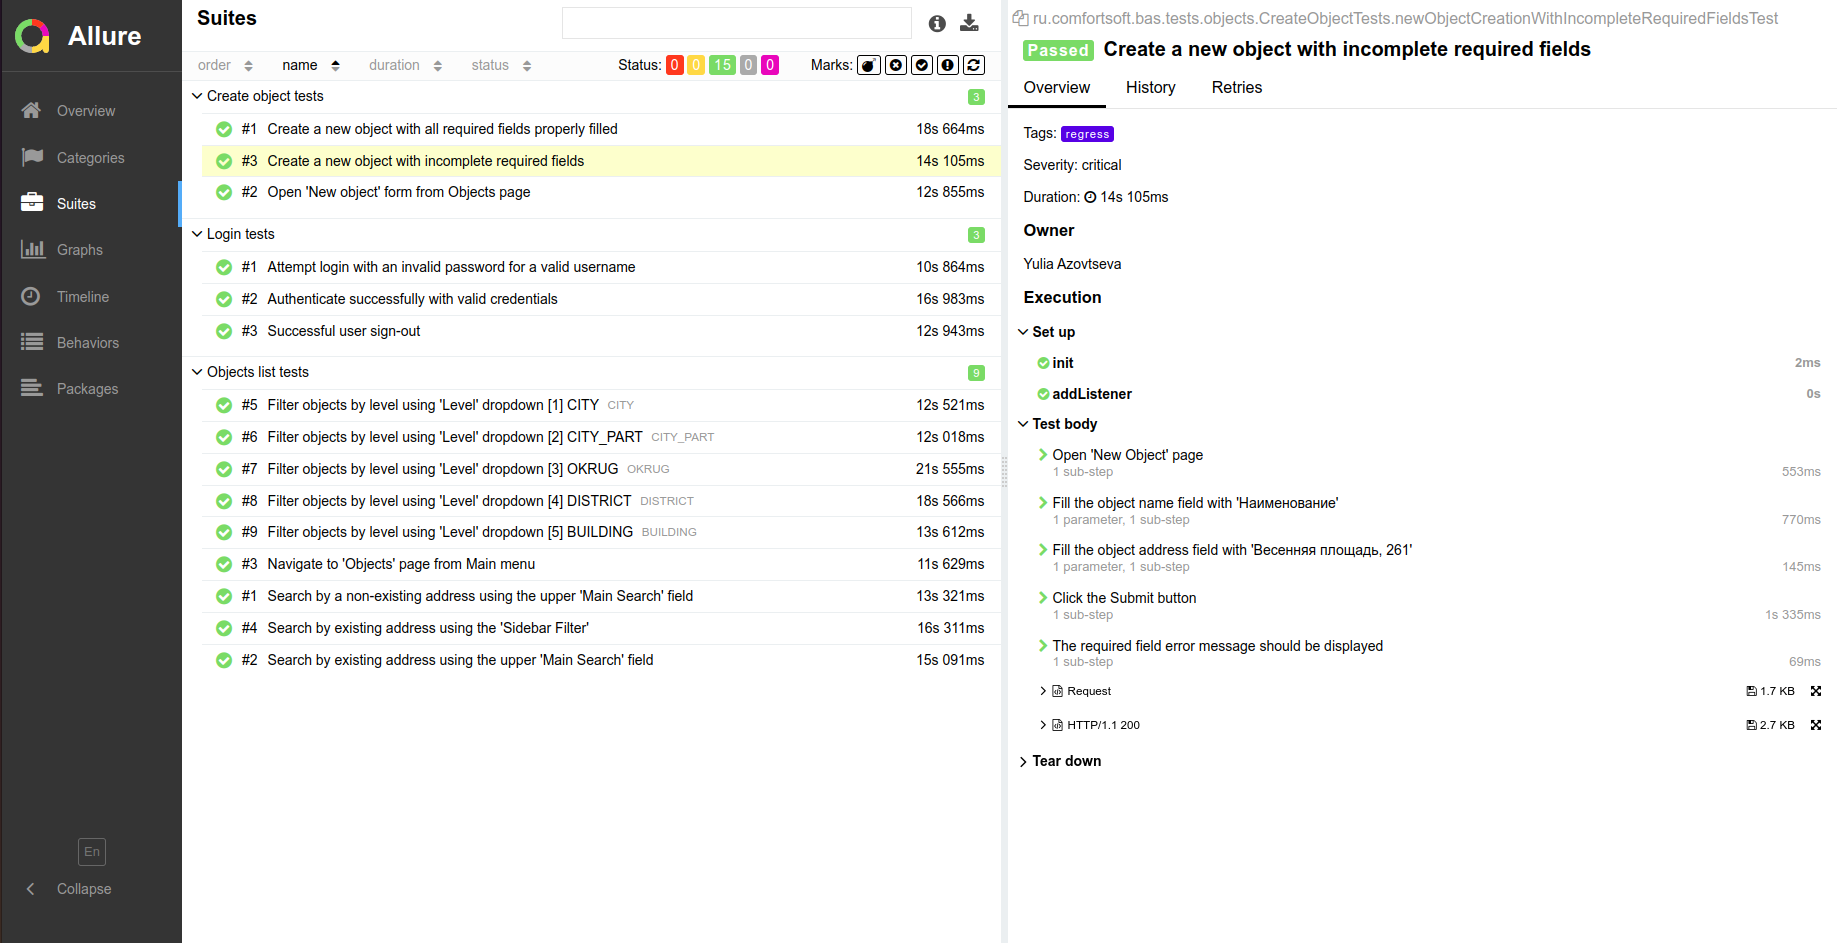 Allure
Overview
Categories
Suites
Graphs
Timeline
Behaviors
Packages
En
Collapse
Suites
order name duration status Status: 0 0 15 0 0 Marks:
Create object tests 3
#1 Create a new object with all required fields properly filled 18s 664ms
#3 Create a new object with incomplete required fields 14s 105ms
#2 Open 'New object' form from Objects page 12s 855ms
Login tests 3
#1 Attempt login with an invalid password for a valid username 10s 864ms
#2 Authenticate successfully with valid credentials 16s 983ms
#3 Successful user sign-out 12s 943ms
Objects list tests 9
#5 Filter objects by level using 'Level' dropdown [1] CITY CITY 12s 521ms
#6 Filter objects by level using 'Level' dropdown [2] CITY_PART CITY_PART 12s 018ms
#7 Filter objects by level using 'Level' dropdown [3] OKRUG OKRUG 21s 555ms
#8 Filter objects by level using 'Level' dropdown [4] DISTRICT DISTRICT 18s 566ms
#9 Filter objects by level using 'Level' dropdown [5] BUILDING BUILDING 13s 612ms
#3 Navigate to 'Objects' page from Main menu 11s 629ms
#1 Search by a non-existing address using the upper 'Main Search' field 13s 321ms
#4 Search by existing address using the 'Sidebar Filter' 16s 311ms
#2 Search by existing address using the upper 'Main Search' field 15s 091ms
ru.comfortsoft.bas.tests.objects.CreateObjectTests.newObjectCreationWithIncompleteRequiredFieldsTest
Passed Create a new object with incomplete required fields
Overview History Retries
Tags: regress
Severity: critical
Duration: 14s 105ms
Owner
Yulia Azovtseva
Execution
Set up
init 2ms
addListener 0s
Test body
Open 'New Object' page
1 sub-step 553ms
Fill the object name field with 'Наименование'
1 parameter, 1 sub-step 770ms
Fill the object address field with 'Весенняя площадь, 261'
1 parameter, 1 sub-step 145ms
Click the Submit button
1 sub-step 1s 335ms
The required field error message should be displayed
1 sub-step 69ms
Request 1.7 KB
HTTP/1.1 200 2.7 KB
Tear down